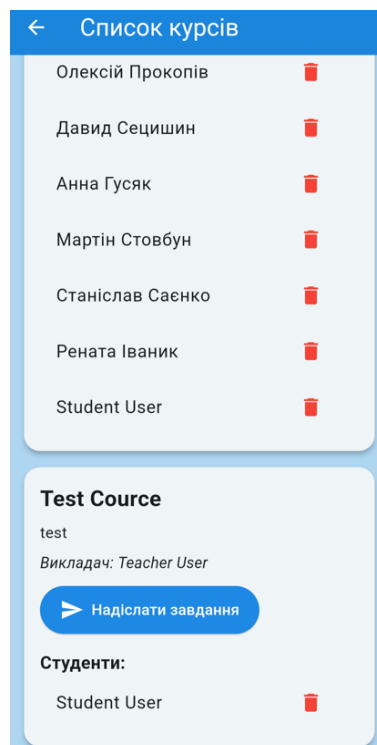 Список курсів
Олексій Прокопів
Давид Сецишин
Анна Гусяк
Мартін Стовбун
Станіслав Саєнко
Рената Іваник
Student User
Test Cource
test
Викладач: Teacher User
Надіслати завдання
Студенти:
Student User